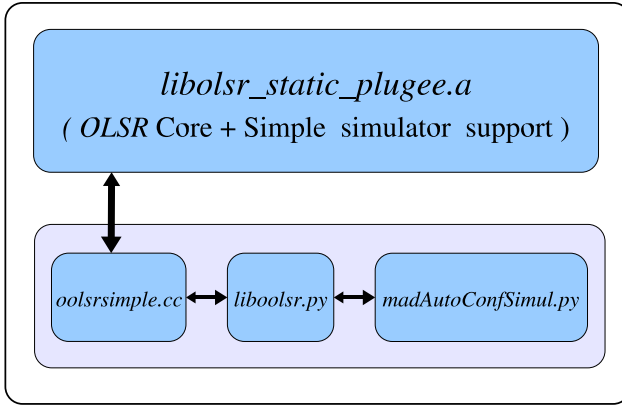 libolsr_static_plugee.a
( OLSR Core + Simple simulator support )
oolsrsimple.cc
liboolsr.py
madAutoConfSimul.py